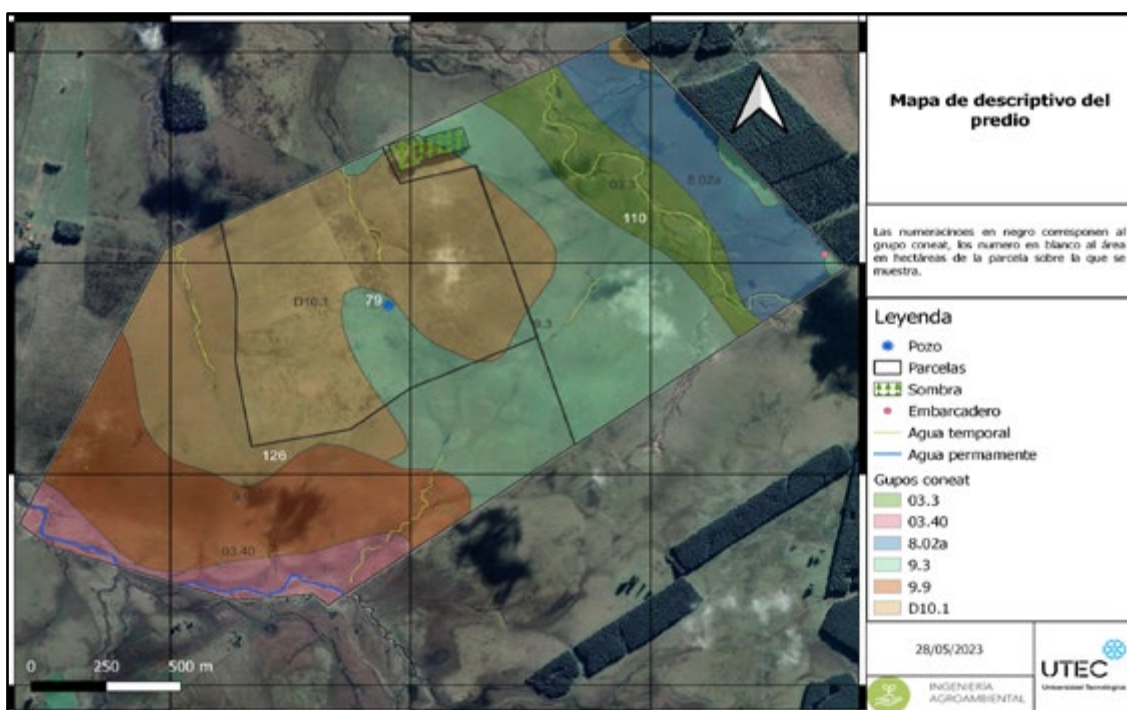 Mapa de descriptivo del
predio
Las numeracinoes en negro corresponen al
grupo coneat, los numero en blanco al área
en hectáreas de la parcela sobre la que se
muestra.
Leyenda
Pozo
Parcelas
Sombra
Embarcadero
Agua temporal
Agua permamente
Gupos coneat
03.3
03.40
8.02a
9.3
9.9
D10.1
28/05/2023
INGENIERÍA
AGROAMBIENTAL
UTEC
Universidad Tecnológica
8.02a
03.3
110
D10.1
79
9.3
126
03.40
0 250 500 m